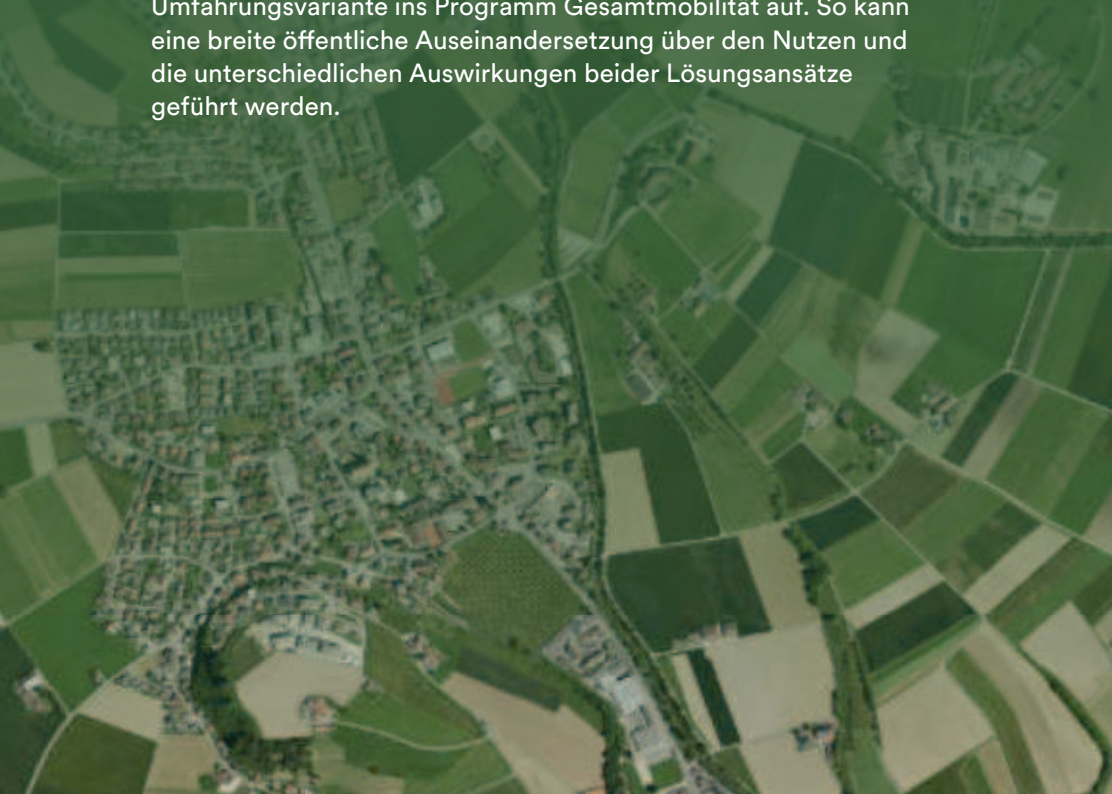 Umfahrungsvariante ins Programm Gesamtmobilität auf. So kann
eine breite öffentliche Auseinandersetzung über den Nutzen und
die unterschiedlichen Auswirkungen beider Lösungsansätze
geführt werden.